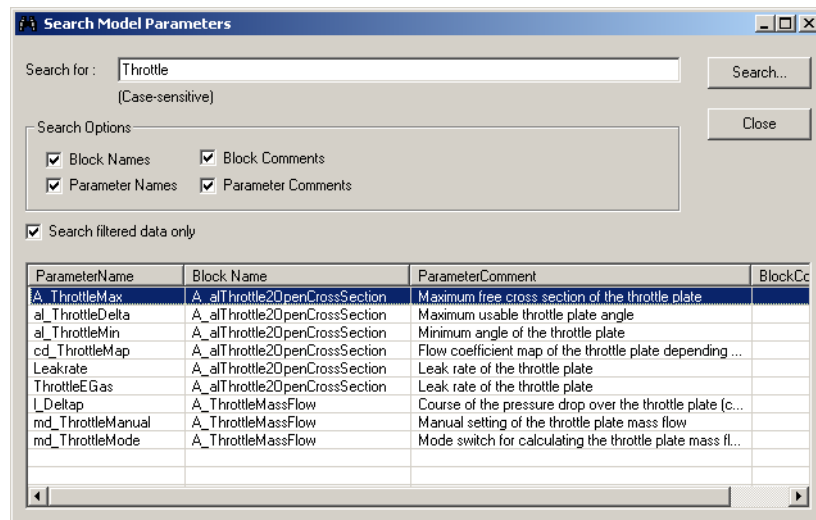 Search Model Parameters
Search for : Throttle Search...
(Case-sensitive)
Close
Search Options
Block Names Block Comments
Parameter Names Parameter Comments
Search filtered data only
ParameterName Block Name ParameterComment BlockCo
A_ThrottleMax A_alThrottle2OpenCrossSection Maximum free cross section of the throttle plate
al_ThrottleDelta A_alThrottle2OpenCrossSection Maximum usable throttle plate angle
al_ThrottleMin A_alThrottle2OpenCrossSection Minimum angle of the throttle plate
cd_ThrottleMap A_alThrottle2OpenCrossSection Flow coefficient map of the throttle plate depending ...
Leakrate A_alThrottle2OpenCrossSection Leak rate of the throttle plate
ThrottleEGas A_alThrottle2OpenCrossSection Leak rate of the throttle plate
l_Deltap A_ThrottleMassFlow Course of the pressure drop over the throttle plate (c...
md_ThrottleManual A_ThrottleMassFlow Manual setting of the throttle plate mass flow
md_ThrottleMode A_ThrottleMassFlow Mode switch for calculating the throttle plate mass fl...